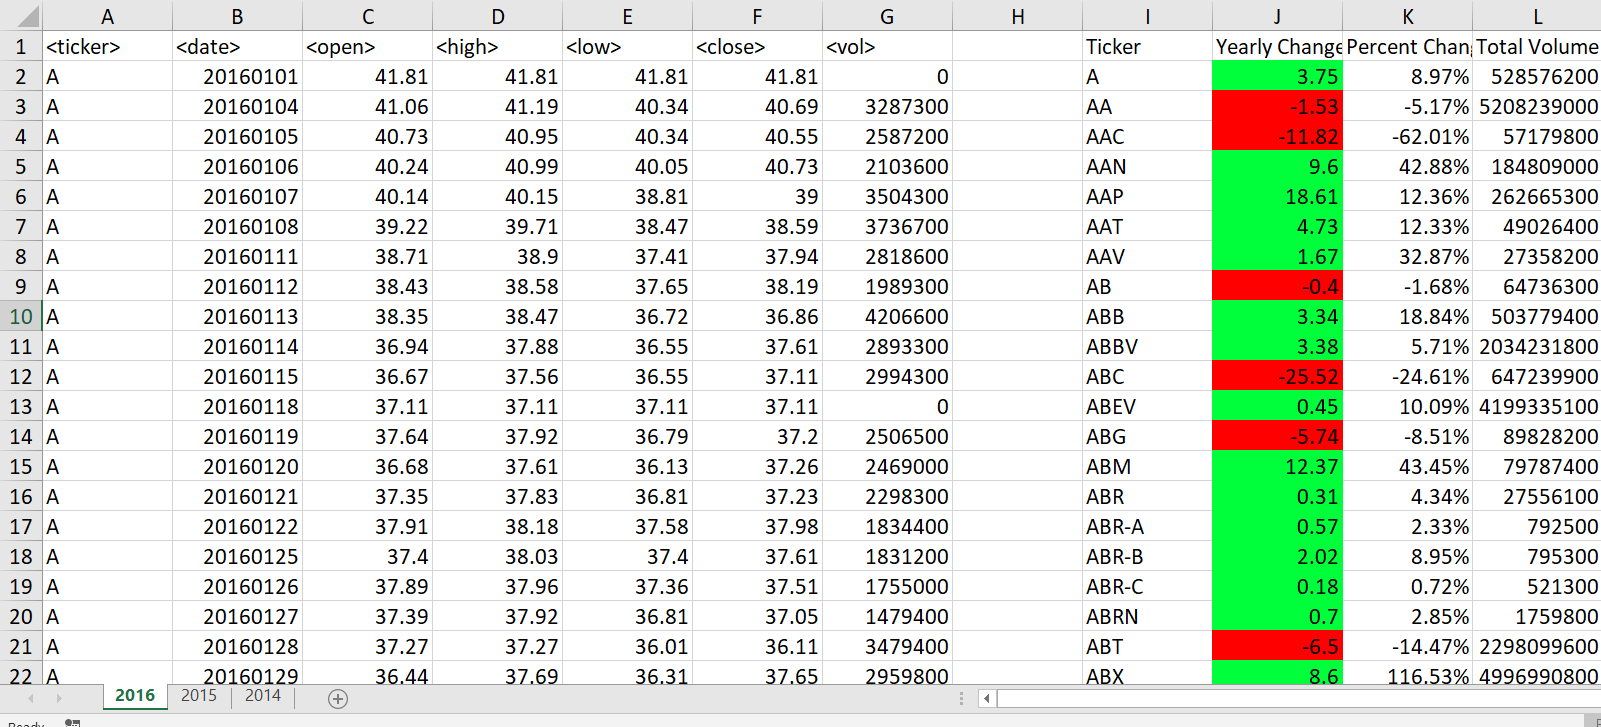 A B C D E F G H I J K L
1 <ticker> <date> <open> <high> <low> <close> <vol> Ticker Yearly Change Percent Chan Total Volume
2 A 20160101 41.81 41.81 41.81 41.81 0 A 3.75 8.97% 528576200
3 A 20160104 41.06 41.19 40.34 40.69 3287300 AA -1.53 -5.17% 5208239000
4 A 20160105 40.73 40.95 40.34 40.55 2587200 AAC -11.82 -62.01% 57179800
5 A 20160106 40.24 40.99 40.05 40.73 2103600 AAN 9.6 42.88% 184809000
6 A 20160107 40.14 40.15 38.81 39 3504300 AAP 18.61 12.36% 262665300
7 A 20160108 39.22 39.71 38.47 38.59 3736700 AAT 4.73 12.33% 49026400
8 A 20160111 38.71 38.9 37.41 37.94 2818600 AAV 1.67 32.87% 27358200
9 A 20160112 38.43 38.58 37.65 38.19 1989300 AB -0.4 -1.68% 64736300
10 A 20160113 38.35 38.47 36.72 36.86 4206600 ABB 3.34 18.84% 503779400
11 A 20160114 36.94 37.88 36.55 37.61 2893300 ABBV 3.38 5.71% 2034231800
12 A 20160115 36.67 37.56 36.55 37.11 2994300 ABC -25.52 -24.61% 647239900
13 A 20160118 37.11 37.11 37.11 37.11 0 ABEV 0.45 10.09% 4199335100
14 A 20160119 37.64 37.92 36.79 37.2 2506500 ABG -5.74 -8.51% 89828200
15 A 20160120 36.68 37.61 36.13 37.26 2469000 ABM 12.37 43.45% 79787400
16 A 20160121 37.35 37.83 36.81 37.23 2298300 ABR 0.31 4.34% 27556100
17 A 20160122 37.91 38.18 37.58 37.98 1834400 ABR-A 0.57 2.33% 792500
18 A 20160125 37.4 38.03 37.4 37.61 1831200 ABR-B 2.02 8.95% 795300
19 A 20160126 37.89 37.96 37.36 37.51 1755000 ABR-C 0.18 0.72% 521300
20 A 20160127 37.39 37.92 36.81 37.05 1479400 ABRN 0.7 2.85% 1759800
21 A 20160128 37.27 37.27 36.01 36.11 3479400 ABT -6.5 -14.47% 2298099600
22 A 20160129 36.44 37.69 36.31 37.65 2959800 ABX 8.6 116.53% 4996990800
2016 2015 2014
Ready